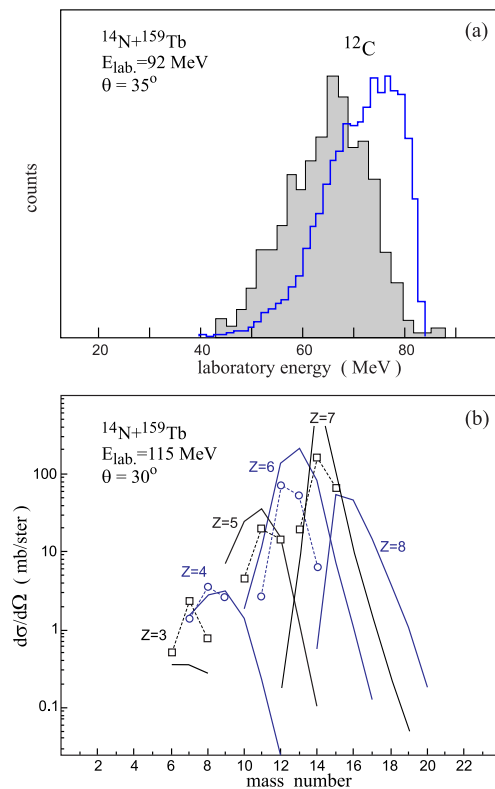 (a)
¹⁴N+¹⁵⁹Tb
E_lab.=92 MeV
θ = 35°
¹²C
counts
20 40 60 80
laboratory energy ( MeV )
(b)
¹⁴N+¹⁵⁹Tb
E_lab.=115 MeV
θ = 30°
Z=7
Z=6
Z=5
Z=8
Z=4
Z=3
100
10
1
0.1
dσ/dΩ ( mb/ster )
2 4 6 8 10 12 14 16 18 20 22
mass number